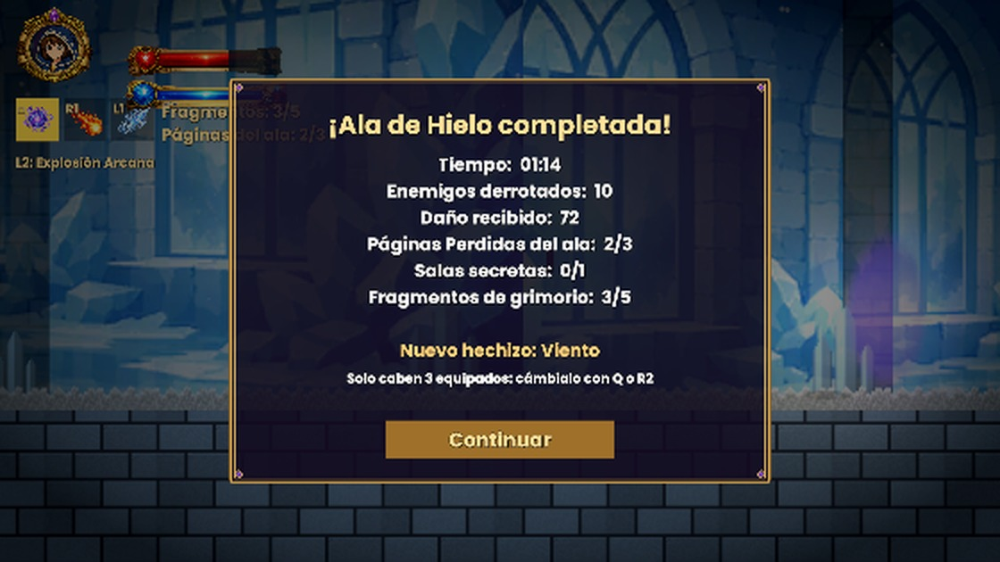 R1
L1
Fragmentos: 3/5
Páginas del ala: 2/3
L2: Explosión Arcana
¡Ala de Hielo completada!
Tiempo: 01:14
Enemigos derrotados: 10
Daño recibido: 72
Páginas Perdidas del ala: 2/3
Salas secretas: 0/1
Fragmentos de grimorio: 3/5
Nuevo hechizo: Viento
Solo caben 3 equipados: cámbialo con Q o R2
Continuar